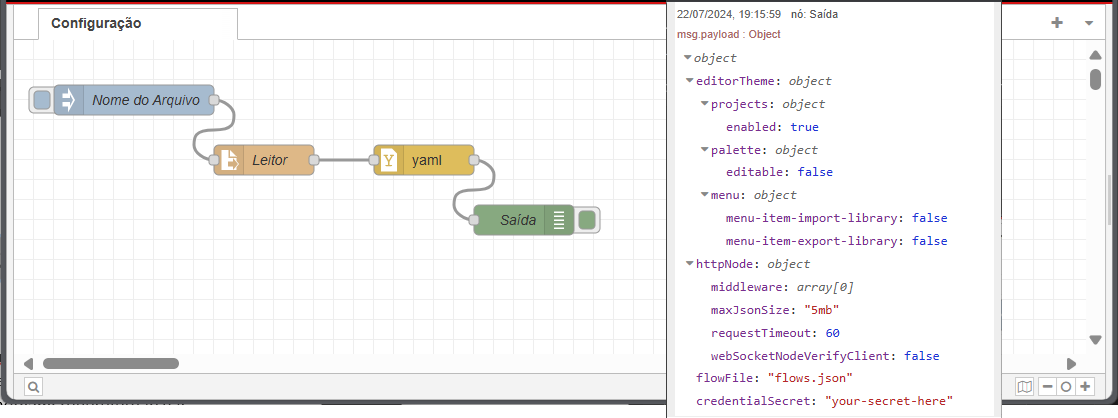 Configuração
Nome do Arquivo
Leitor
yaml
Saída
22/07/2024, 19:15:59 nó: Saída
msg.payload : Object
object
editorTheme: object
projects: object
enabled: true
palette: object
editable: false
menu: object
menu-item-import-library: false
menu-item-export-library: false
httpNode: object
middleware: array[0]
maxJsonSize: "5mb"
requestTimeout: 60
webSocketNodeVerifyClient: false
flowFile: "flows.json"
credentialSecret: "your-secret-here"